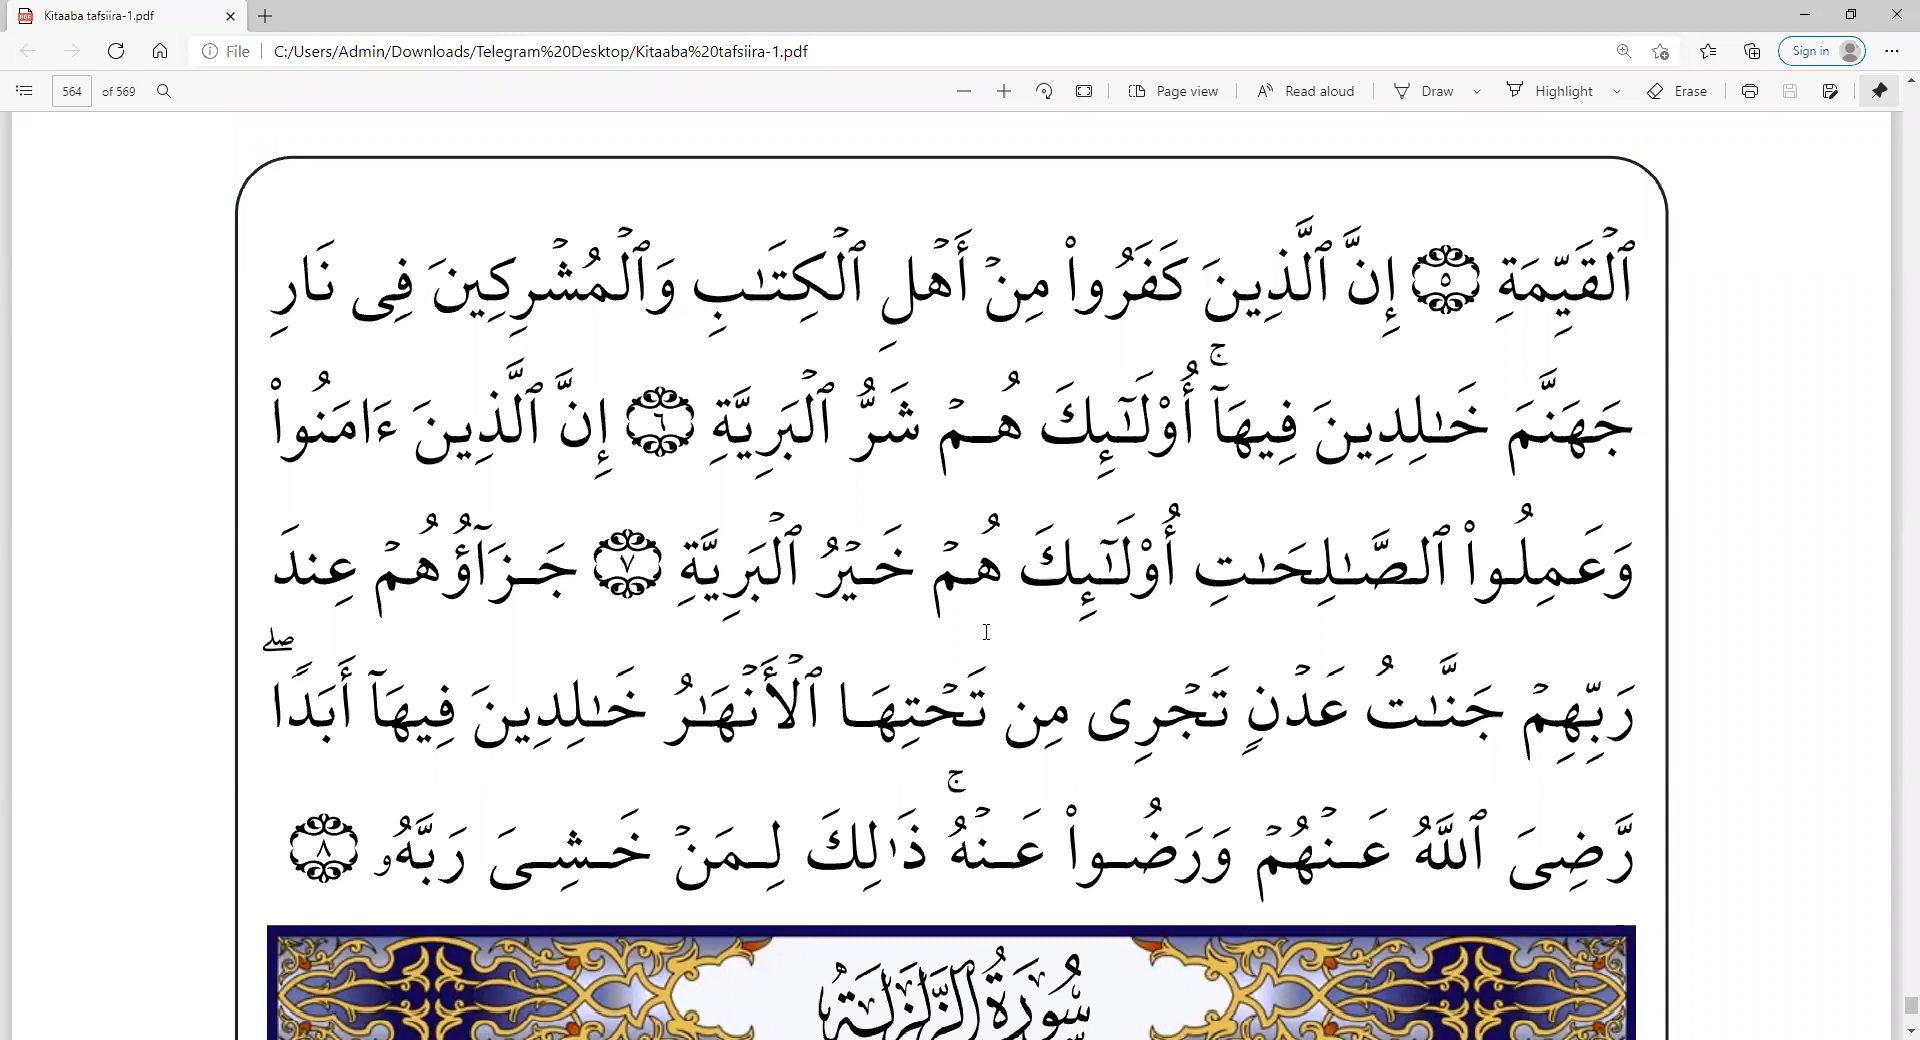 Kitaaba tafsiira-1.pdf
File C:/Users/Admin/Downloads/Telegram%20Desktop/Kitaaba%20tafsiira-1.pdf Sign in
564 of 569 Page view Read aloud Draw Highlight Erase
ٱلۡقَيِّمَةِ ٥ إِنَّ ٱلَّذِينَ كَفَرُواْ مِنۡ أَهۡلِ ٱلۡكِتَٰبِ وَٱلۡمُشۡرِكِينَ فِى نَارِ
جَهَنَّمَ خَٰلِدِينَ فِيهَآۚ أُوْلَٰٓئِكَ هُمۡ شَرُّ ٱلۡبَرِيَّةِ ٦ إِنَّ ٱلَّذِينَ ءَامَنُواْ
وَعَمِلُواْ ٱلصَّٰلِحَٰتِ أُوْلَٰٓئِكَ هُمۡ خَيۡرُ ٱلۡبَرِيَّةِ ٧ جَزَآؤُهُمۡ عِندَ
رَبِّهِمۡ جَنَّٰتُ عَدۡنٍ تَجۡرِى مِن تَحۡتِهَا ٱلۡأَنۡهَٰرُ خَٰلِدِينَ فِيهَآ أَبَدًاۖ
رَّضِىَ ٱللَّهُ عَنۡهُمۡ وَرَضُواْ عَنۡهُۚ ذَٰلِكَ لِمَنۡ خَشِىَ رَبَّهُۥ ٨
سُورَةُ الزَّلۡزَلَةِ